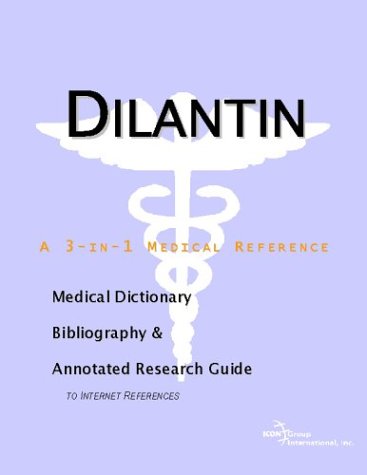 DILANTIN
A 3-IN-1 MEDICAL REFERENCE
Medical Dictionary
Bibliography &
Annotated Research Guide
TO INTERNET REFERENCES
ICON Group
International, Inc.